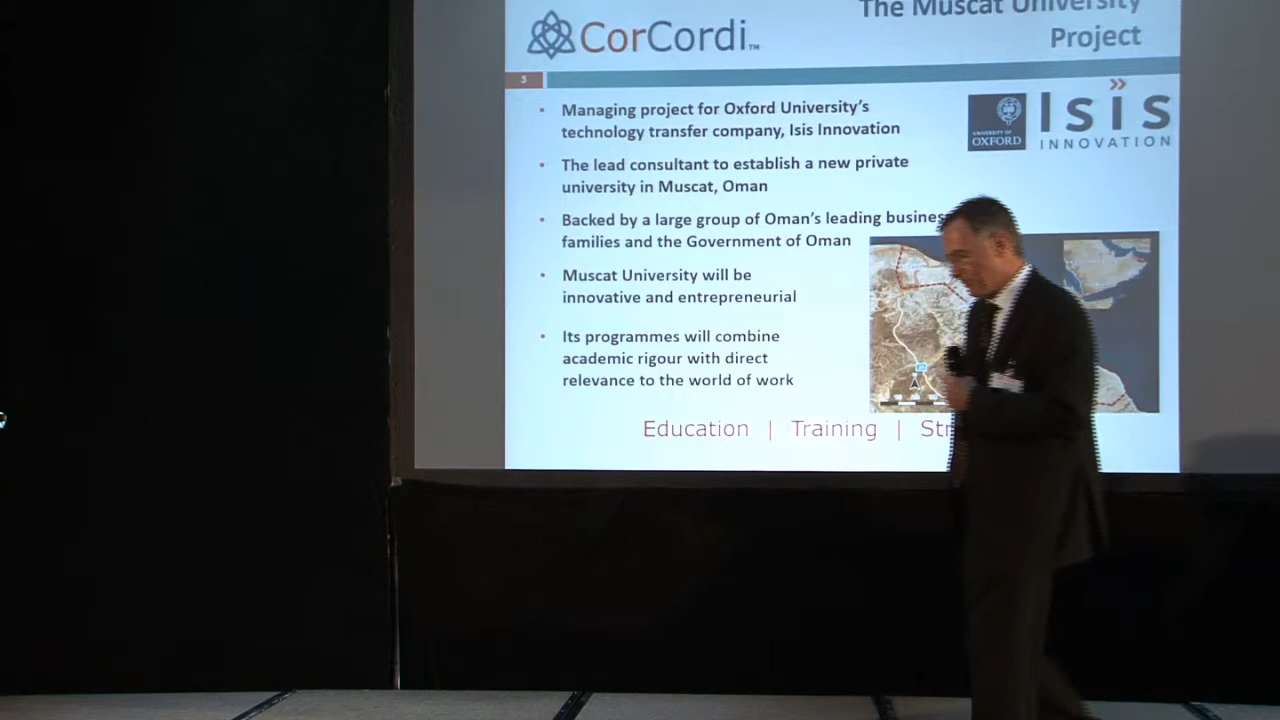 The Muscat University
Project
CorCordi™
3
Managing project for Oxford University's
technology transfer company, Isis Innovation
UNIVERSITY OF
OXFORD
Isis
INNOVATION
The lead consultant to establish a new private
university in Muscat, Oman
Backed by a large group of Oman's leading busines
families and the Government of Oman
Muscat University will be
innovative and entrepreneurial
Its programmes will combine
academic rigour with direct
relevance to the world of work
Education | Training | Str